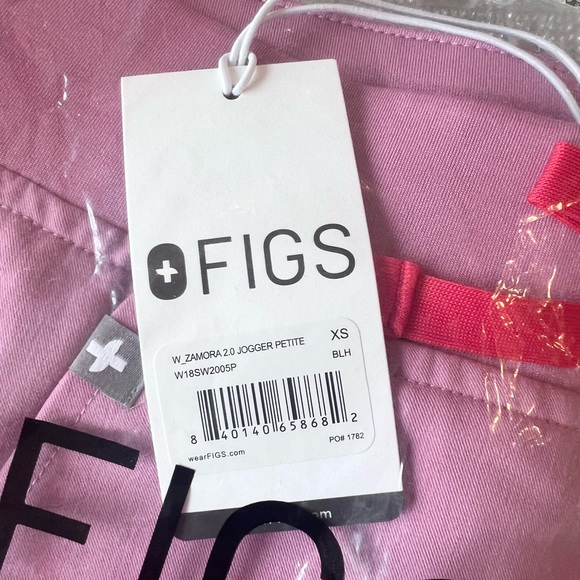 FIGS
W_ZAMORA 2.0 JOGGER PETITE XS
W18SW2005P BLH
8 40140 65868 2
wearFIGS.com PO# 1782